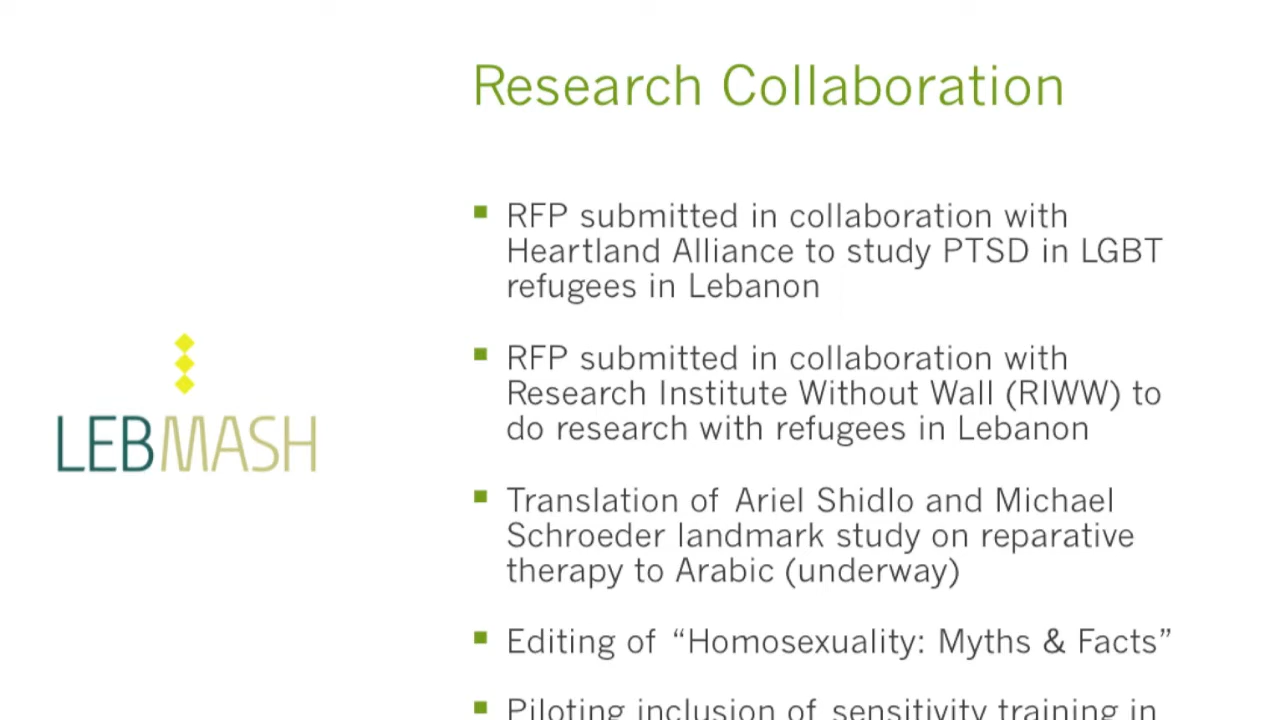 Research Collaboration
RFP submitted in collaboration with
Heartland Alliance to study PTSD in LGBT
refugees in Lebanon
RFP submitted in collaboration with
Research Institute Without Wall (RIWW) to
do research with refugees in Lebanon
Translation of Ariel Shidlo and Michael
Schroeder landmark study on reparative
therapy to Arabic (underway)
Editing of “Homosexuality: Myths & Facts”
Piloting inclusion of sensitivity training in
LEBMASH